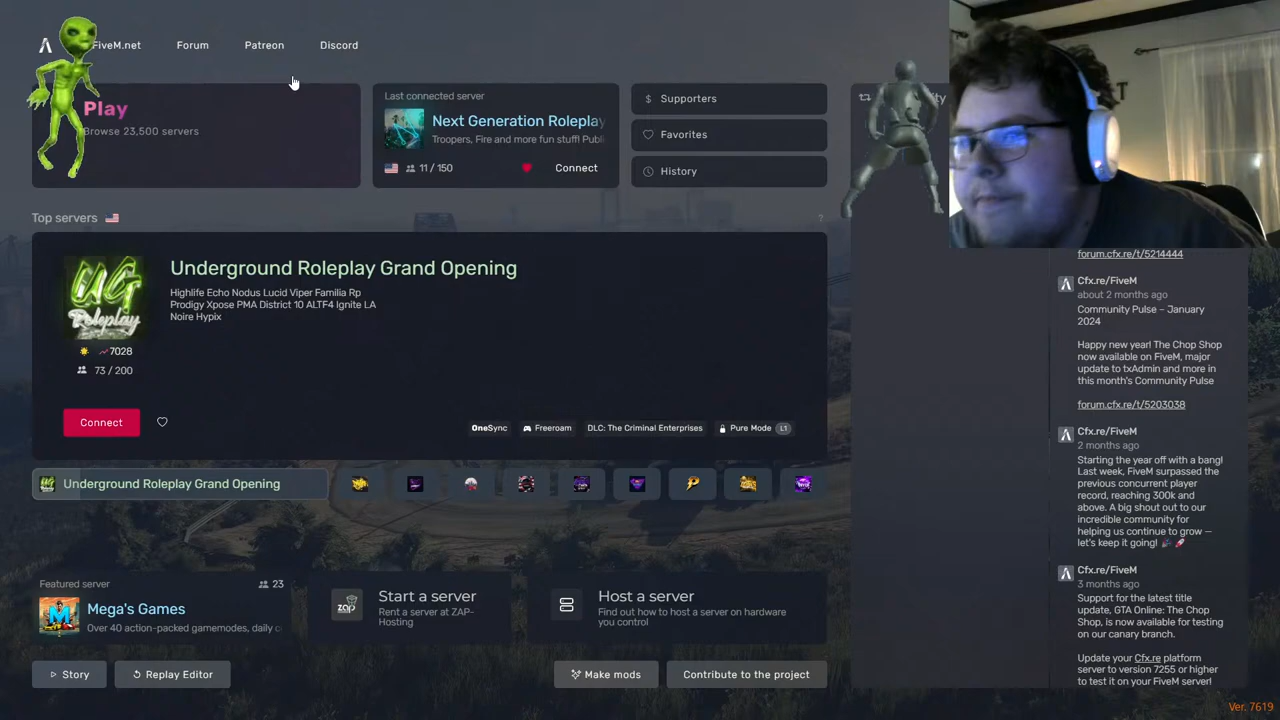 FiveM.net
Forum
Patreon
Discord
Play
Browse 23,500 servers
Last connected server
Next Generation Roleplay
Troopers, Fire and more fun stuff! Publ
11 / 150
Connect
$ Supporters
Favorites
History
Top servers
?
Underground Roleplay Grand Opening
Highlife Echo Nodus Lucid Viper Familia Rp
Prodigy Xpose PMA District 10 ALTF4 Ignite LA
Noire Hypix
UG
Roleplay
7028
73 / 200
Connect
OneSync
Freeroam
DLC: The Criminal Enterprises
Pure Mode L1
Underground Roleplay Grand Opening
Featured server
23
Mega's Games
Over 40 action-packed gamemodes, daily c
ZAP
Start a server
Rent a server at ZAP-
Hosting
Host a server
Find out how to host a server on hardware
you control
Story
Replay Editor
Make mods
Contribute to the project
forum.cfx.re/t/5214444
Cfx.re/FiveM
about 2 months ago
Community Pulse – January
2024
Happy new year! The Chop Shop
now available on FiveM, major
update to txAdmin and more in
this month's Community Pulse
forum.cfx.re/t/5203038
Cfx.re/FiveM
2 months ago
Starting the year off with a bang!
Last week, FiveM surpassed the
previous concurrent player
record, reaching 300k and
above. A big shout out to our
incredible community for
helping us continue to grow —
let's keep it going! 🎉 🚀
Cfx.re/FiveM
3 months ago
Support for the latest title
update, GTA Online: The Chop
Shop, is now available for testing
on our canary branch.
Update your Cfx.re platform
server to version 7255 or higher
to test it on your FiveM server!
Ver. 7619